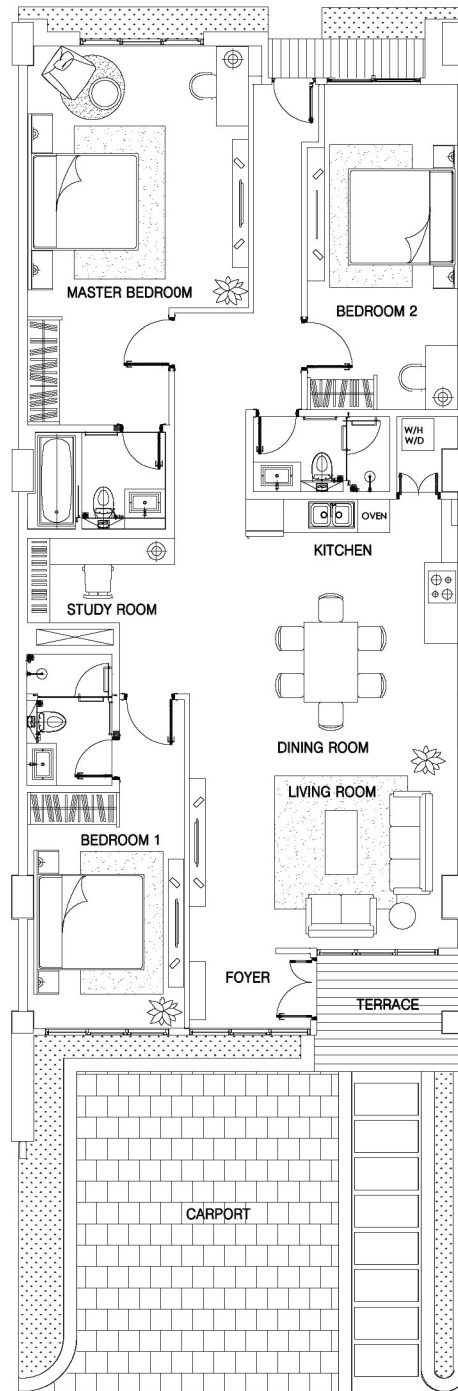 MASTER BEDROOM
BEDROOM 2
W/H
W/D
OVEN
KITCHEN
STUDY ROOM
DINING ROOM
LIVING ROOM
BEDROOM 1
FOYER
TERRACE
CARPORT